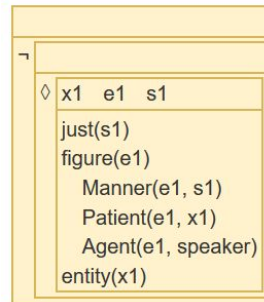 ¬
◊ x1 e1 s1
just(s1)
figure(e1)
Manner(e1, s1)
Patient(e1, x1)
Agent(e1, speaker)
entity(x1)